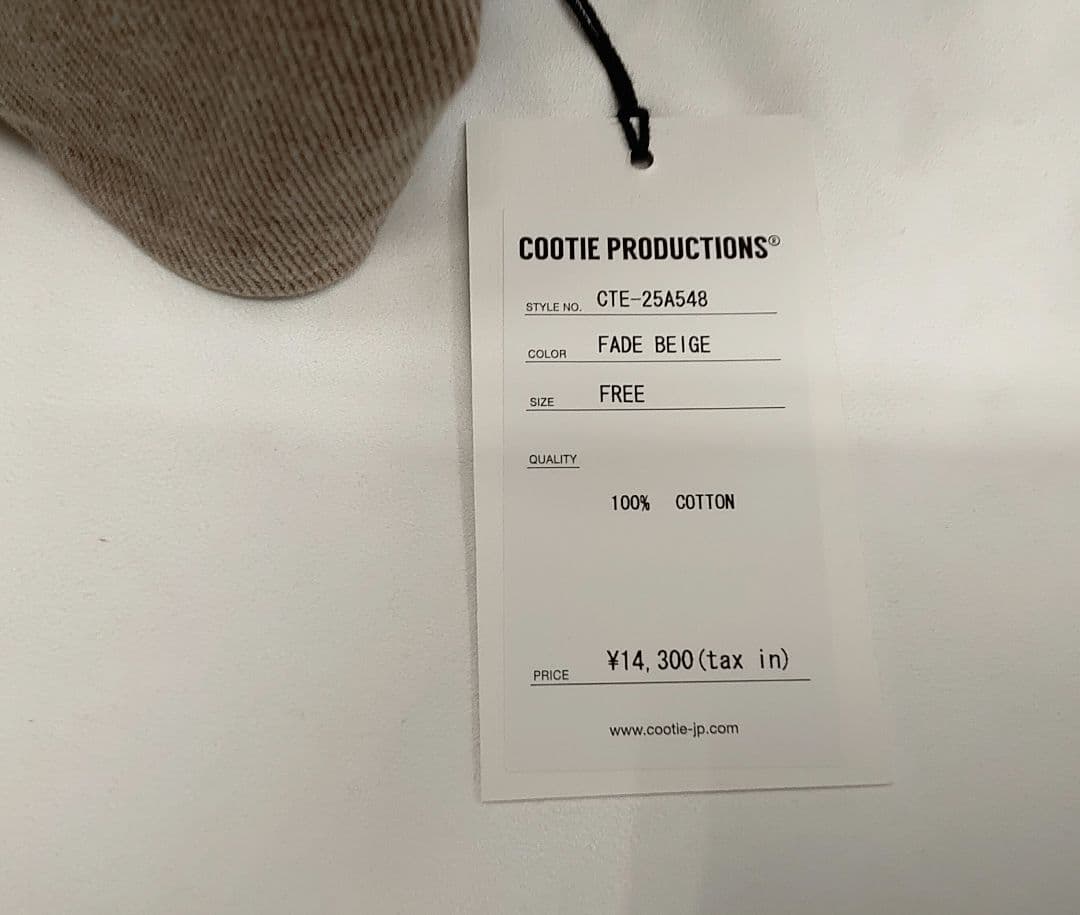 COOTIE PRODUCTIONS®
STYLE NO. CTE-25A548
COLOR FADE BEIGE
SIZE FREE
QUALITY
100% COTTON
PRICE ¥14,300(tax in)
www.cootie-jp.com